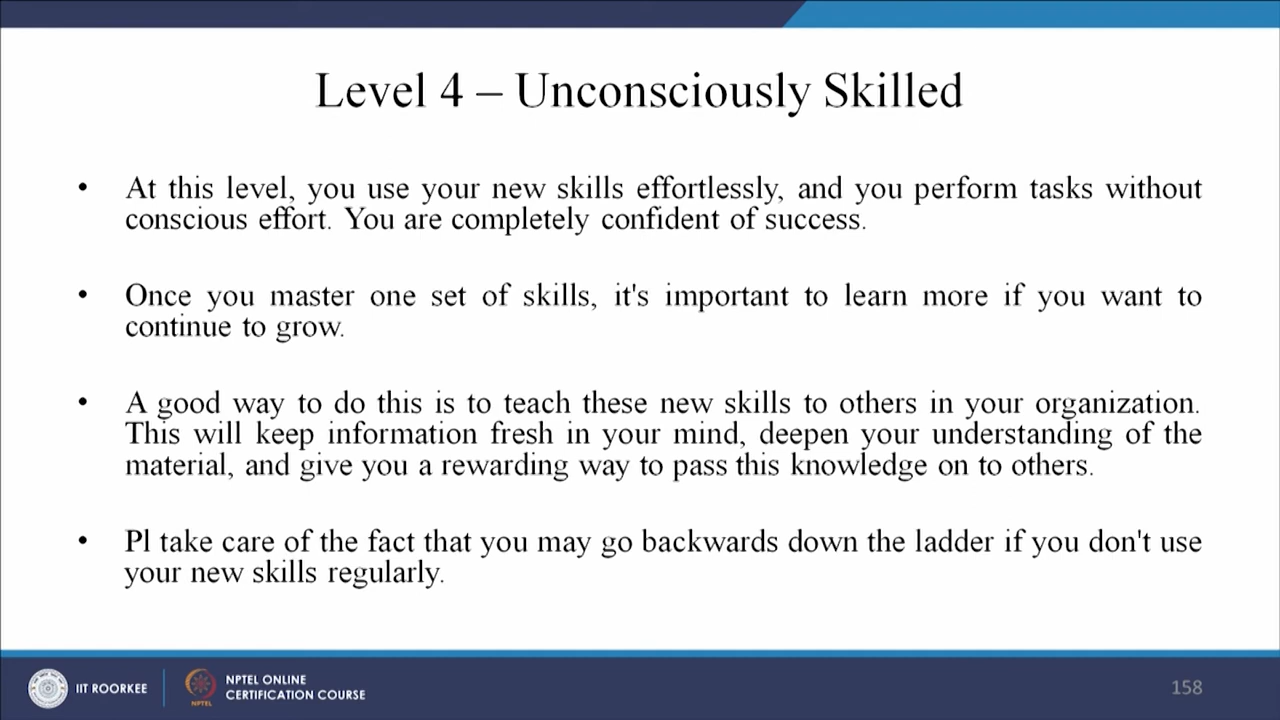 Level 4 – Unconsciously Skilled
• At this level, you use your new skills effortlessly, and you perform tasks without
conscious effort. You are completely confident of success.
• Once you master one set of skills, it's important to learn more if you want to
continue to grow.
• A good way to do this is to teach these new skills to others in your organization.
This will keep information fresh in your mind, deepen your understanding of the
material, and give you a rewarding way to pass this knowledge on to others.
• Pl take care of the fact that you may go backwards down the ladder if you don't use
your new skills regularly.
IIT ROORKEE
NPTEL
NPTEL ONLINE
CERTIFICATION COURSE
158